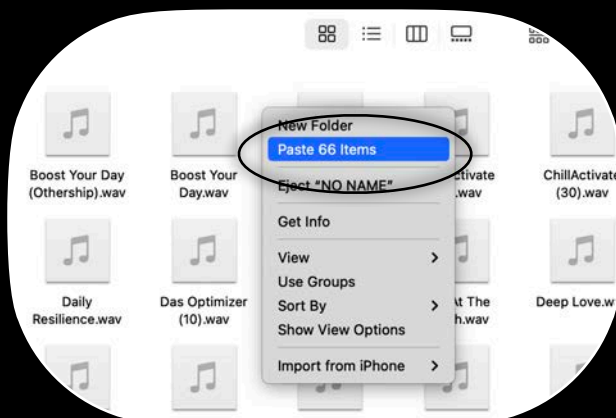 New Folder
Paste 66 Items
Eject "NO NAME"
Get Info
View
Use Groups
Sort By
Show View Options
Import from iPhone
Boost Your Day
(Othership).wav
Boost Your
Day.wav
ctivate
.wav
ChillActivate
(30).wav
Daily
Resilience.wav
Das Optimizer
(10).wav
At The
h.wav
Deep Love.w